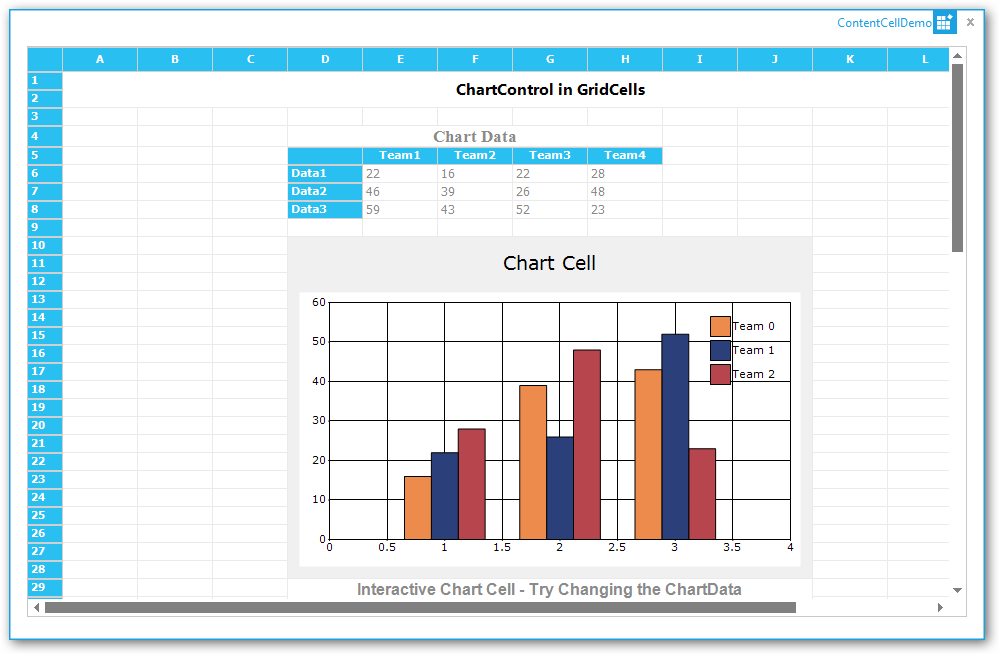 ContentCellDemo
A B C D E F G H I J K L
1
ChartControl in GridCells
2
3
4 Chart Data
5 Team1 Team2 Team3 Team4
6 Data1 22 16 22 28
7 Data2 46 39 26 48
8 Data3 59 43 52 23
9
10
11 Chart Cell
12
13 60
14 Team 0
15 50 Team 1
16 Team 2
17 40
18
19 30
20
21
22 20
23
24 10
25
26 0
27 0 0.5 1 1.5 2 2.5 3 3.5 4
28
29 Interactive Chart Cell - Try Changing the ChartData